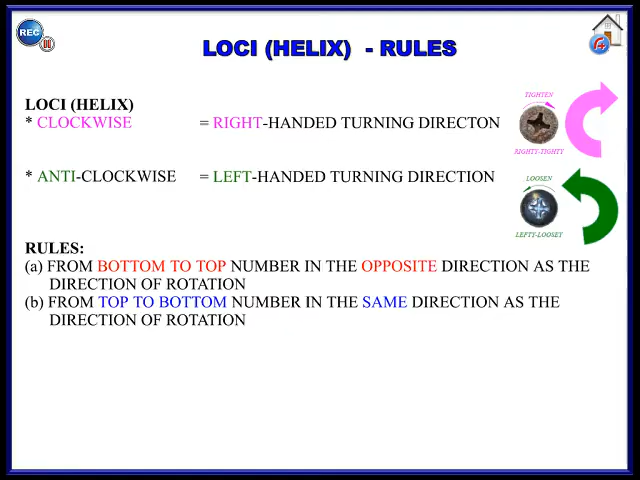 REC
LOCI (HELIX) - RULES
LOCI (HELIX)
* CLOCKWISE = RIGHT-HANDED TURNING DIRECTON
TIGHTEN
RIGHTY-TIGHTY
* ANTI-CLOCKWISE = LEFT-HANDED TURNING DIRECTION
LOOSEN
LEFTY-LOOSET
RULES:
(a) FROM BOTTOM TO TOP NUMBER IN THE OPPOSITE DIRECTION AS THE
DIRECTION OF ROTATION
(b) FROM TOP TO BOTTOM NUMBER IN THE SAME DIRECTION AS THE
DIRECTION OF ROTATION